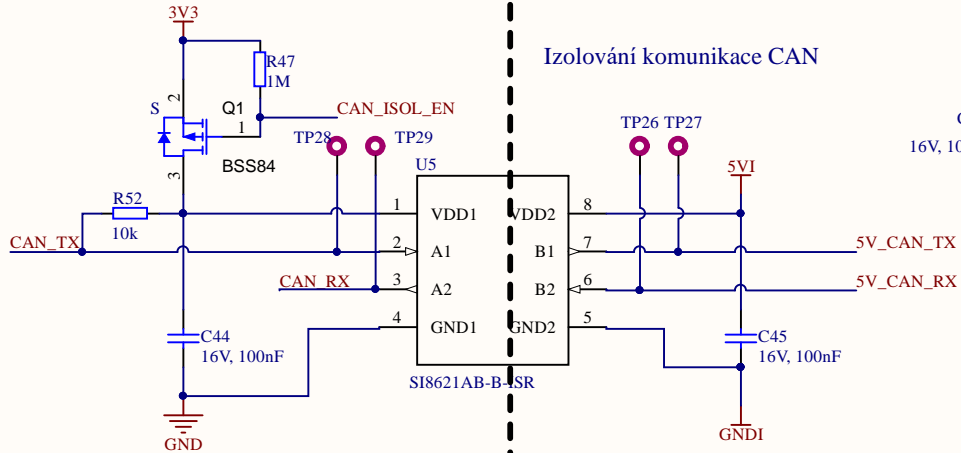 3V3
Izolování komunikace CAN
R47
1M
2
S
Q1
1
CAN_ISOL_EN
C
16V, 10
TP28
TP29
TP26
TP27
BSS84
3
U5
5VI
R52
10k
1
VDD1
VDD2
8
CAN_TX
2
A1
B1
7
5V_CAN_TX
CAN_RX
3
A2
B2
6
5V_CAN_RX
4
GND1
GND2
5
C44
16V, 100nF
C45
16V, 100nF
SI8621AB-B-ISR
GND
GNDI